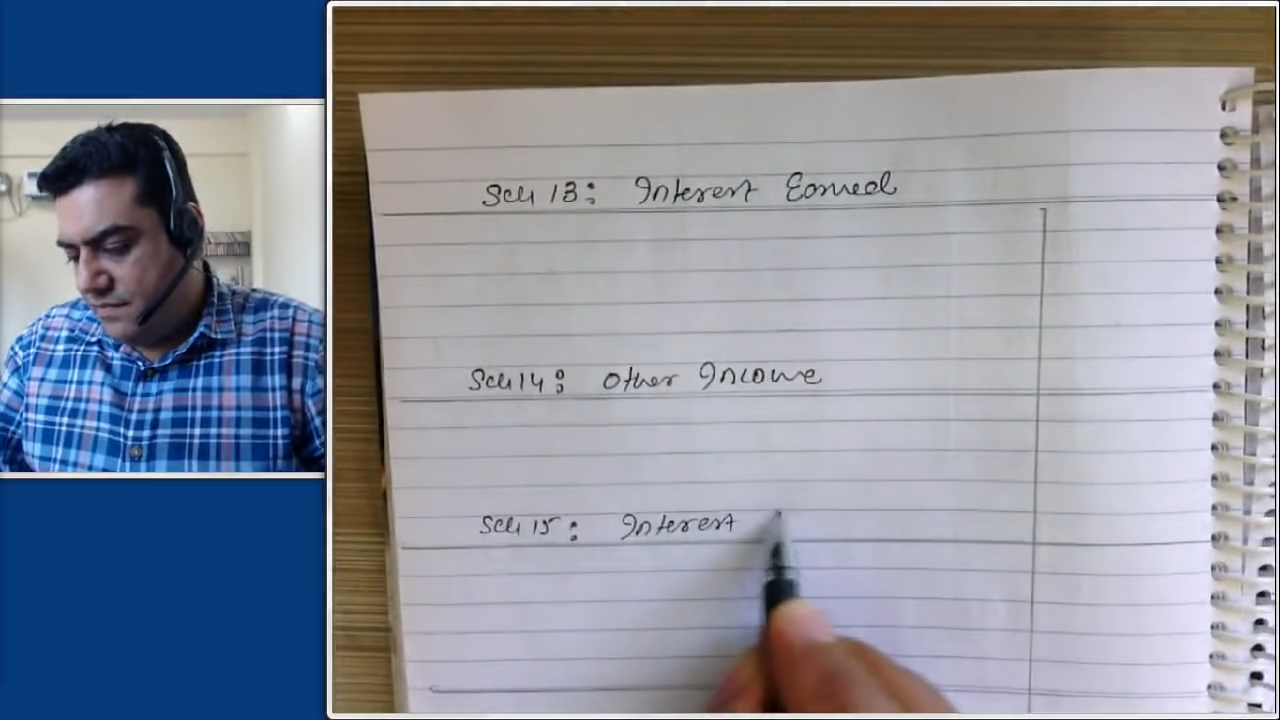 Sch 13: Interest Earned
Sch 14: Other Income
Sch 15: Interest